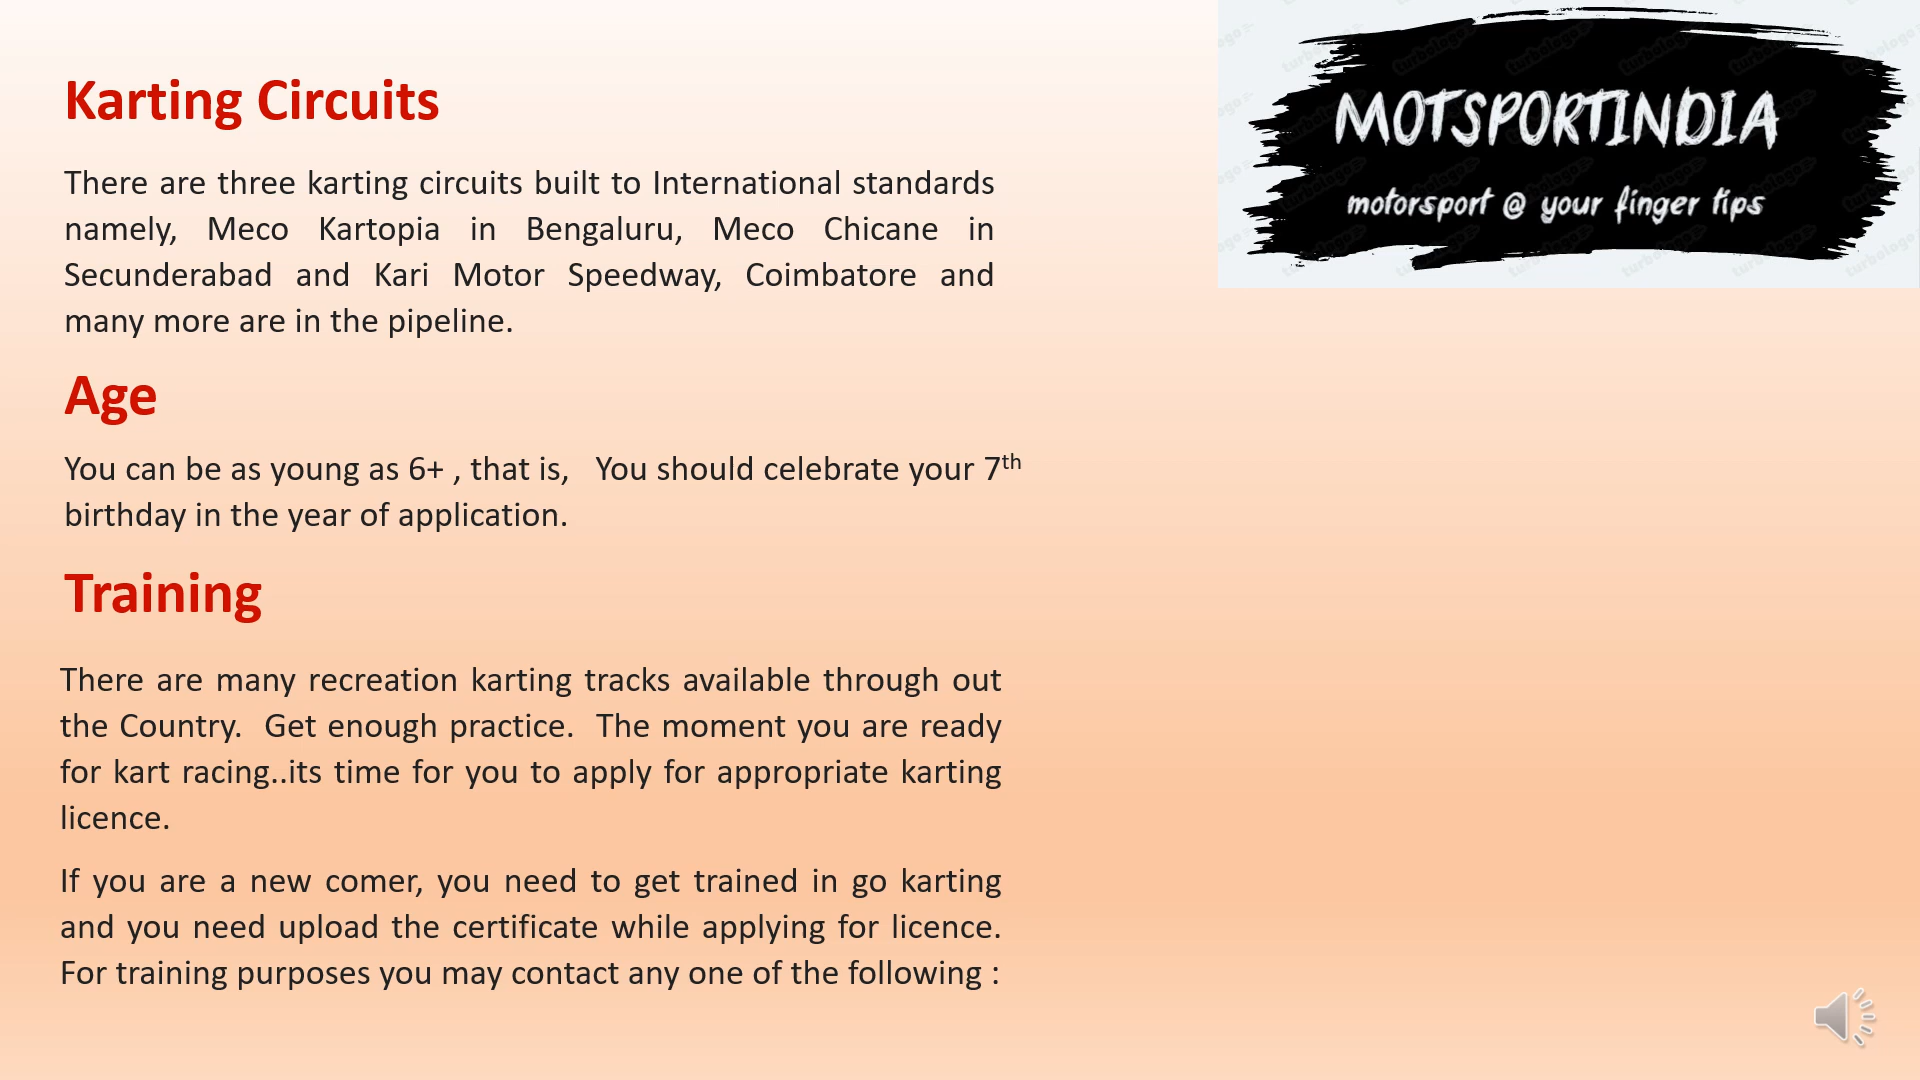 Karting Circuits
There are three karting circuits built to International standards
namely, Meco Kartopia in Bengaluru, Meco Chicane in
Secunderabad and Kari Motor Speedway, Coimbatore and
many more are in the pipeline.
Age
You can be as young as 6+ , that is,   You should celebrate your 7th
birthday in the year of application.
Training
There are many recreation karting tracks available through out
the Country.  Get enough practice.  The moment you are ready
for kart racing..its time for you to apply for appropriate karting
licence.
If you are a new comer, you need to get trained in go karting
and you need upload the certificate while applying for licence.
For training purposes you may contact any one of the following :
MOTSPORTINDIA
motorsport @ your finger tips